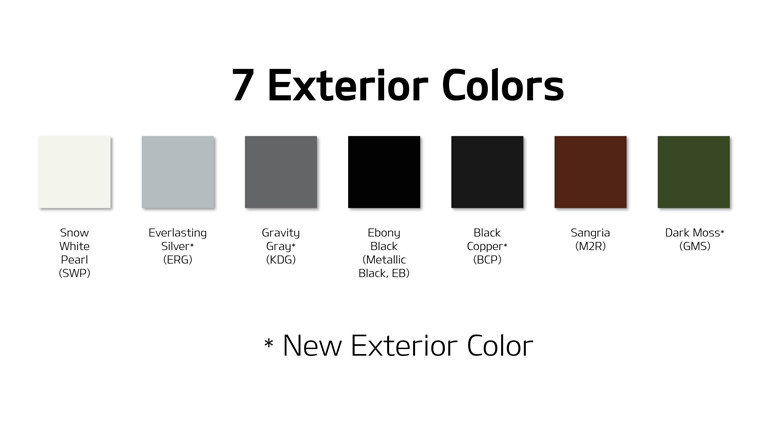 7 Exterior Colors
Snow
White
Pearl
(SWP)
Everlasting
Silver*
(ERG)
Gravity
Gray*
(KDG)
Ebony
Black
(Metallic
Black, EB)
Black
Copper*
(BCP)
Sangria
(M2R)
Dark Moss*
(GMS)
* New Exterior Color